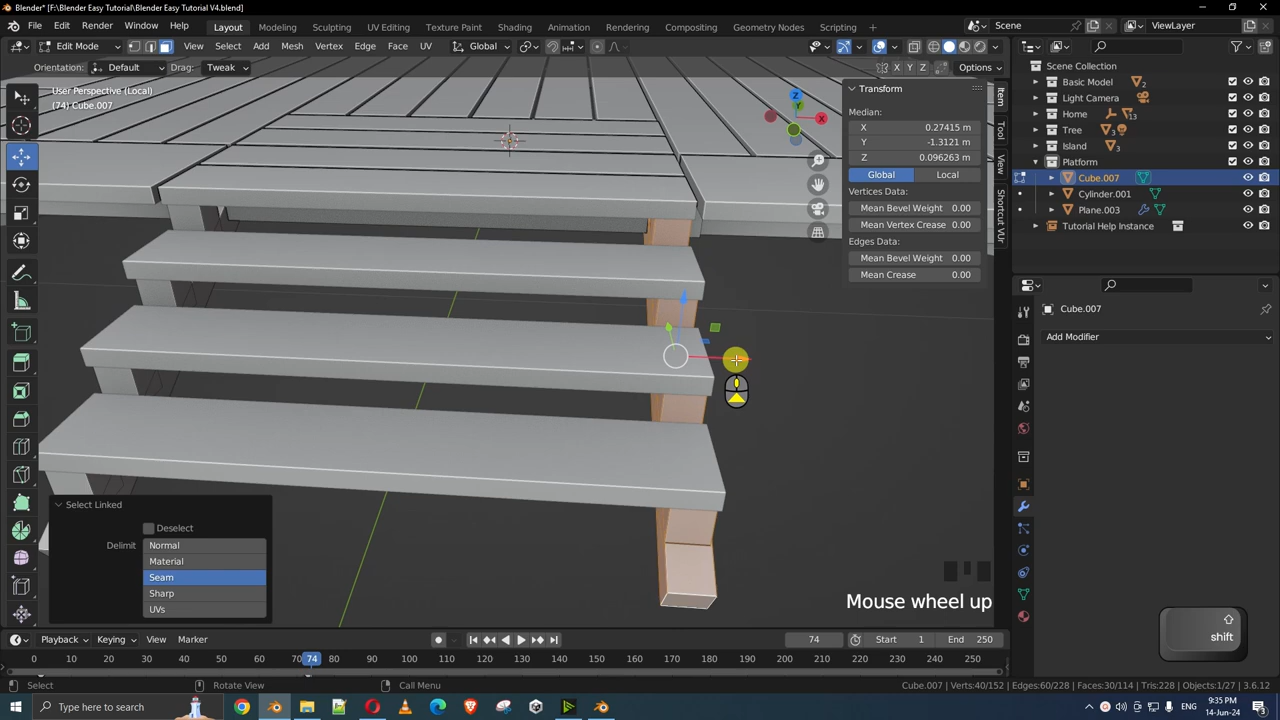 Blender* [F:\Blender Easy Tutorial\Blender Easy Tutorial V4.blend]
File Edit Render Window Help Layout Modeling Sculpting UV Editing Texture Paint Shading Animation Rendering Compositing Geometry Nodes Scripting Scene ViewLayer
Edit Mode View Select Add Mesh Vertex Edge Face UV Global
Orientation: Default Drag: Tweak X Y Z Options
User Perspective (Local)
(74) Cube.007
Z
Y
X
Transform
Median:
X 0.27415 m
Y -1.3121 m
Z 0.096263 m
Global Local
Vertices Data:
Mean Bevel Weight 0.00
Mean Vertex Crease 0.00
Edges Data:
Mean Bevel Weight 0.00
Mean Crease 0.00
Item
Tool
View
Shortcut VUr
Scene Collection
Basic Model 2
Light Camera
Home 13
Tree 3
Island 3
Platform
Cube.007
Cylinder.001
Plane.003
Tutorial Help Instance
Cube.007
Add Modifier
Select Linked
Deselect
Delimit Normal
Material
Seam
Sharp
UVs
Mouse wheel up
shift
Playback Keying View Marker 74 Start 1 End 250
0 10 20 30 40 50 60 70 74 80 90 100 110 120 130 140 150 160 170 180 190 200 210 220 230 240 250
Select Rotate View Call Menu Cube.007 | Verts:40/152 | Edges:60/228 | Faces:30/114 | Tris:228 | Objects:1/27 | 3.6.12
Type here to search
9:35 PM
14-Jun-24